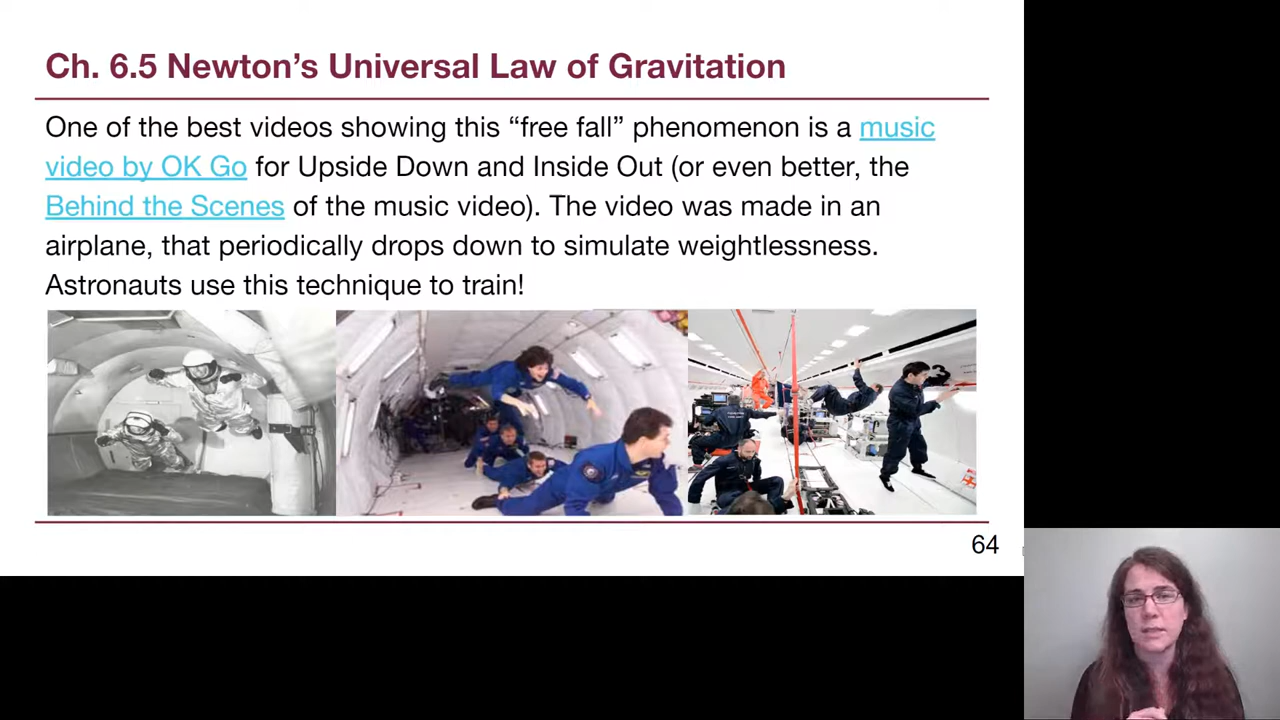 Ch. 6.5 Newton’s Universal Law of Gravitation
One of the best videos showing this “free fall” phenomenon is a music
video by OK Go for Upside Down and Inside Out (or even better, the
Behind the Scenes of the music video). The video was made in an
airplane, that periodically drops down to simulate weightlessness.
Astronauts use this technique to train!
64